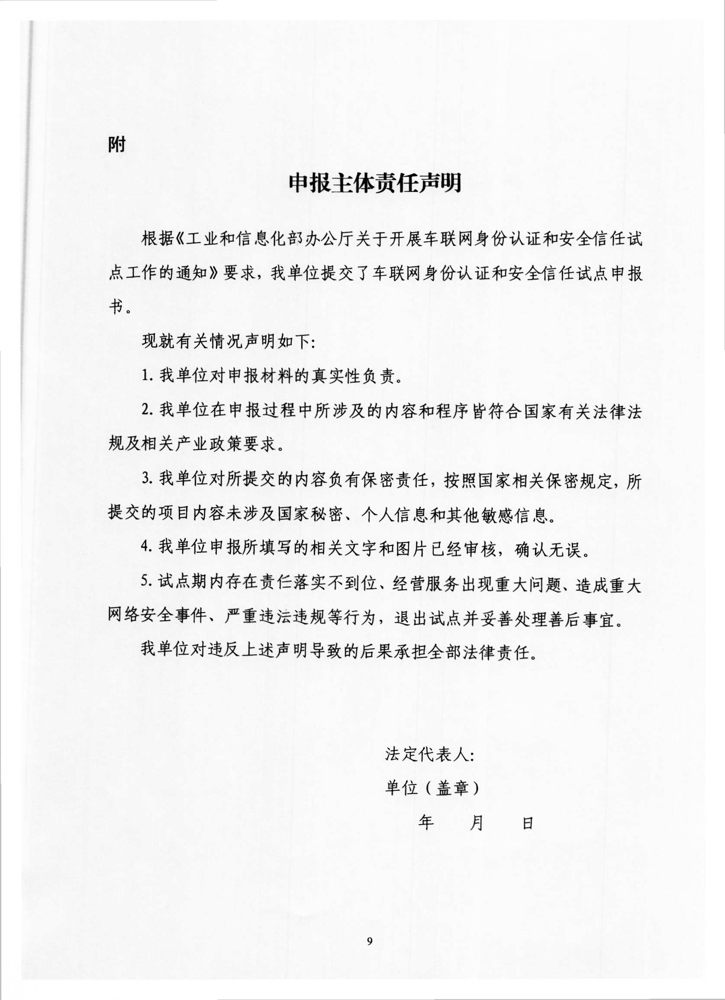 附
申报主体责任声明
根据《工业和信息化部办公厅关于开展车联网身份认证和安全信任试
点工作的通知》要求，我单位提交了车联网身份认证和安全信任试点申报
书。
现就有关情况声明如下：
1. 我单位对申报材料的真实性负责。
2. 我单位在申报过程中所涉及的内容和程序皆符合国家有关法律法
规及相关产业政策要求。
3. 我单位对所提交的内容负有保密责任，按照国家相关保密规定，所
提交的项目内容未涉及国家秘密、个人信息和其他敏感信息。
4. 我单位申报所填写的相关文字和图片已经审核，确认无误。
5. 试点期内存在责任落实不到位、经营服务出现重大问题、造成重大
网络安全事件、严重违法违规等行为，退出试点并妥善处理善后事宜。
我单位对违反上述声明导致的后果承担全部法律责任。
法定代表人：
单位（盖章）
年 月 日
9